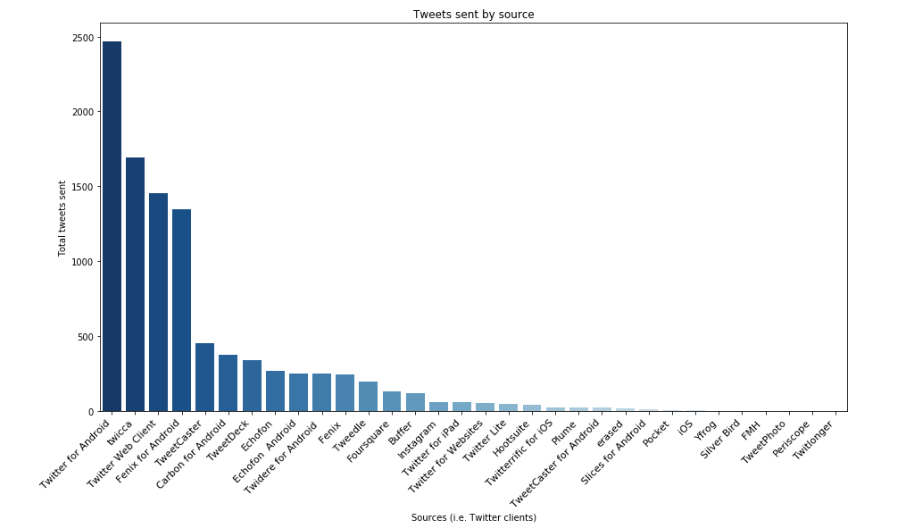 Tweets sent by source
Total tweets sent
2500
2000
1500
1000
500
0
Twitter for Android
twicca
Twitter Web Client
Fenix for Android
TweetCaster
Carbon for Android
TweetDeck
Echofon
Echofon Android
Twidere for Android
Fenix
Tweedle
Foursquare
Buffer
Instagram
Twitter for iPad
Twitter for Websites
Twitter Lite
Hootsuite
Twitterrific for iOS
Plume
TweetCaster for Android
erased
Slices for Android
Pocket
iOS
Yfrog
Silver Bird
FMH
TweetPhoto
Periscope
Twitlonger
Sources (i.e. Twitter clients)